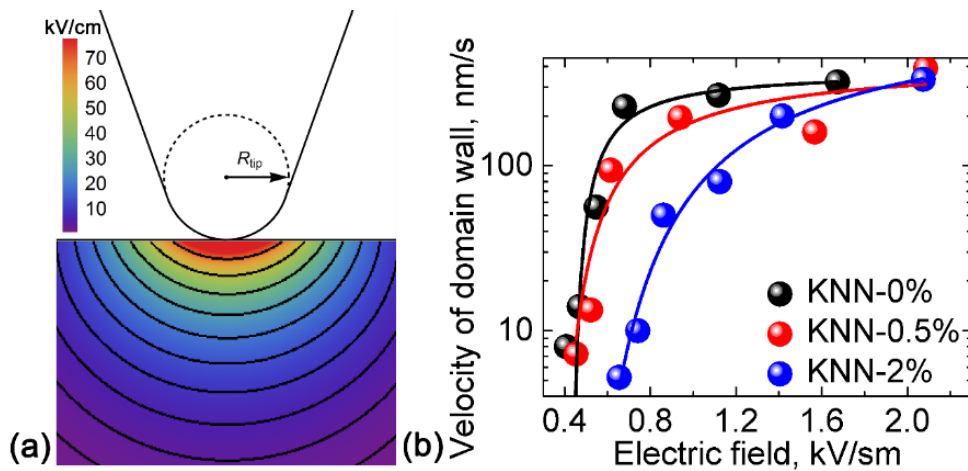 kV/cm
70
60
50
40
30
20
10
R_tip
(a)
(b)
Velocity of domain wall, nm/s
100
10
KNN-0%
KNN-0.5%
KNN-2%
0.4 0.8 1.2 1.6 2.0
Electric field, kV/sm